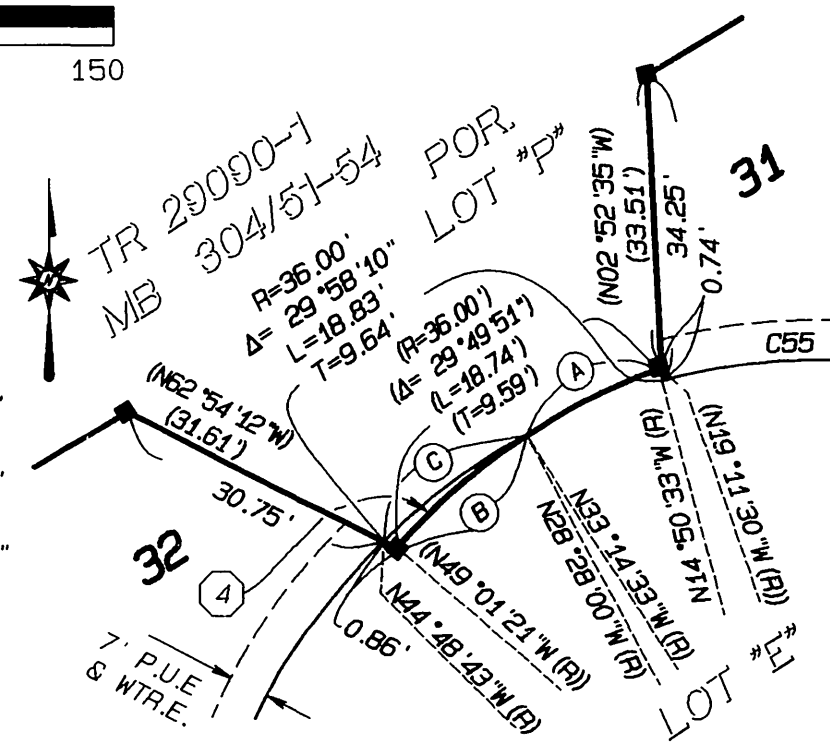 150
TR 29090-1
MB 304/51-54
POR.
LOT "P"
31
(N02°52'35"W)
(33.51')
34.25'
0.74'
C55
N
R=36.00'
Δ= 29°58'10"
L=18.83'
T=9.64'
(R=36.00')
(Δ= 29°49'51")
(L=18.74')
(T=9.59')
A
C
B
(N62°54'12"W)
(31.61')
30.75'
32
4
7' P.U.E
& WTR.E.
0.86'
(N49°01'21"W (R))
N44°48'43"W (R)
N33°14'33"W (R)
N28°28'00"W (R)
N14°50'33"W (R)
(N19°11'30"W (R))
LOT "E"